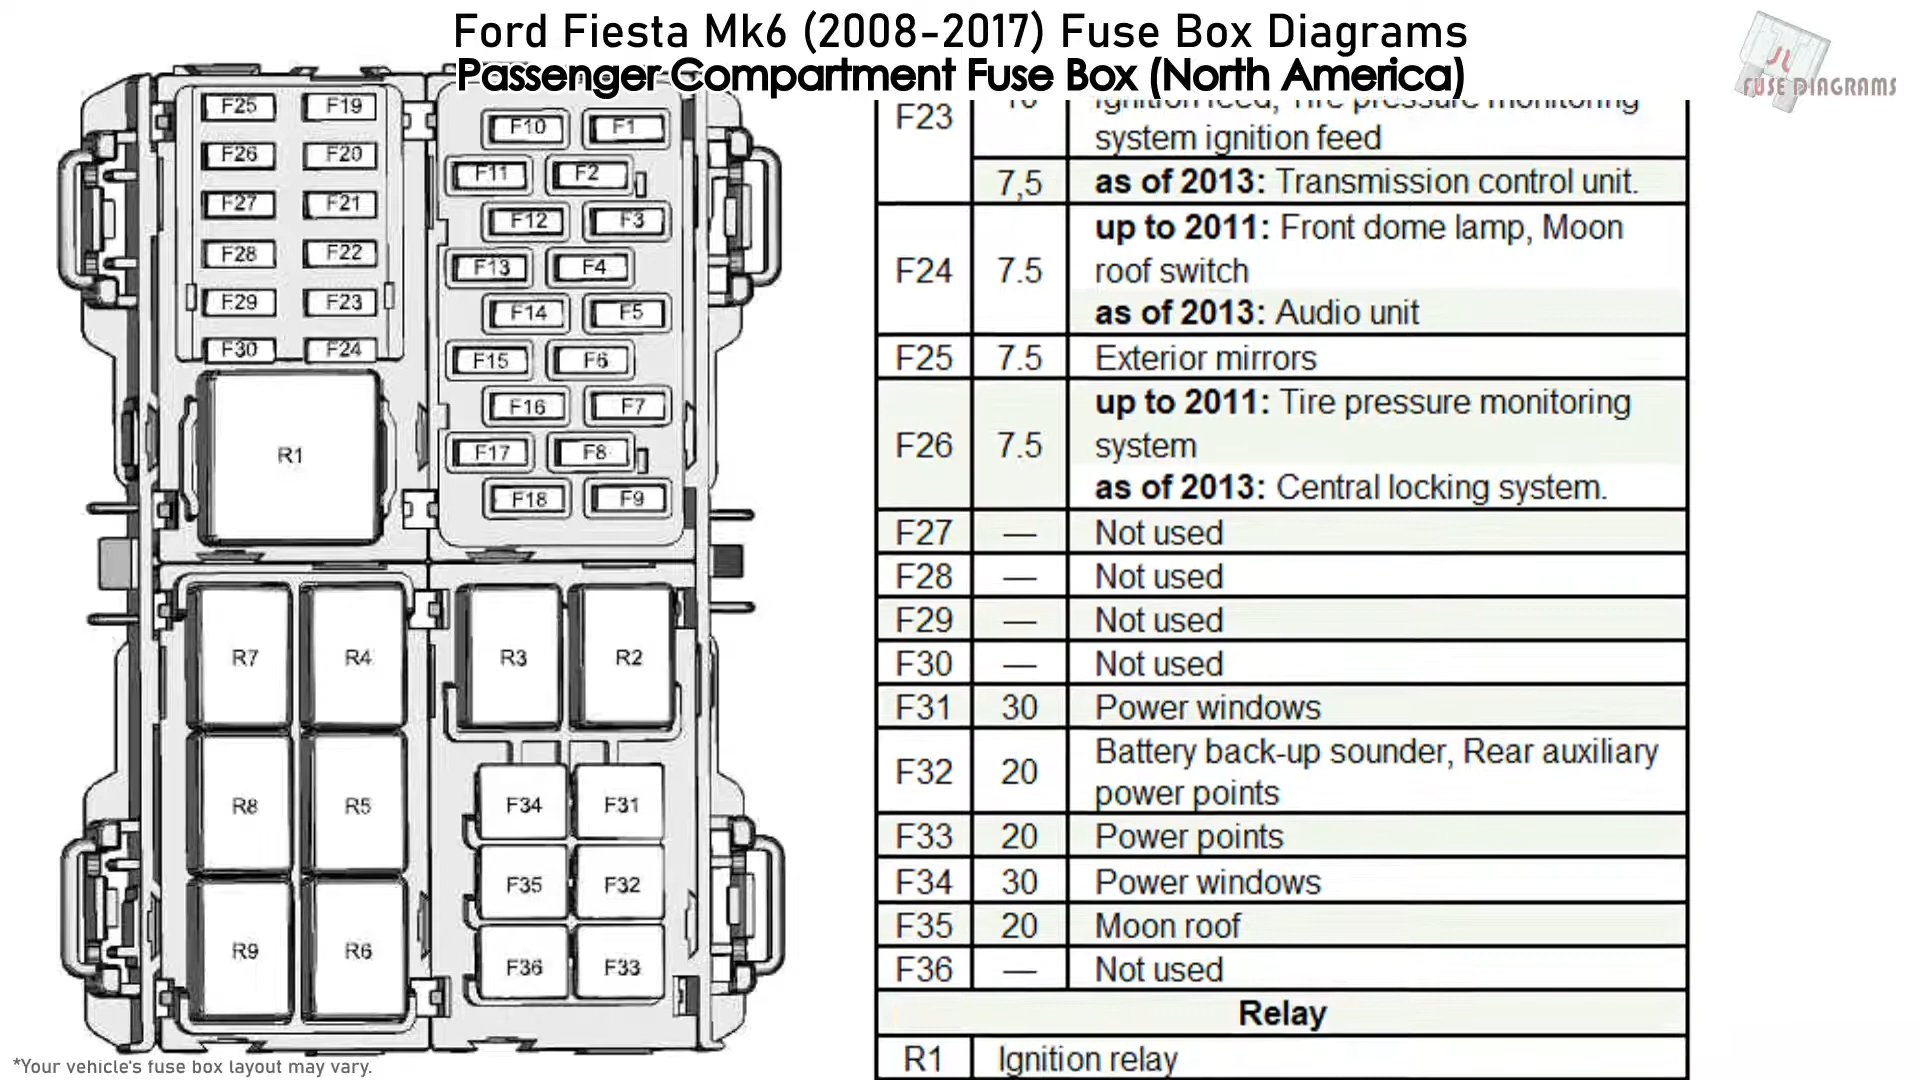 Ford Fiesta Mk6 (2008-2017) Fuse Box Diagrams
Passenger Compartment Fuse Box (North America)
JL
FUSE DIAGRAMS
F25 F19
F10 F1
F26 F20
F11 F2
F27 F21
F12 F3
F28 F22
F13 F4
F29 F23
F14 F5
F30 F24
F15 F6
F16 F7
R1
F17 F8
F18 F9
R7 R4 R3 R2
R8 R5 F34 F31
F35 F32
R9 R6 F36 F33
F23 10 Ignition feed, Tire pressure monitoring
system ignition feed
7,5 as of 2013: Transmission control unit.
F24 7.5 up to 2011: Front dome lamp, Moon
roof switch
as of 2013: Audio unit
F25 7.5 Exterior mirrors
F26 7.5 up to 2011: Tire pressure monitoring
system
as of 2013: Central locking system.
F27 — Not used
F28 — Not used
F29 — Not used
F30 — Not used
F31 30 Power windows
F32 20 Battery back-up sounder, Rear auxiliary
power points
F33 20 Power points
F34 30 Power windows
F35 20 Moon roof
F36 — Not used
Relay
R1 Ignition relay
*Your vehicle's fuse box layout may vary.